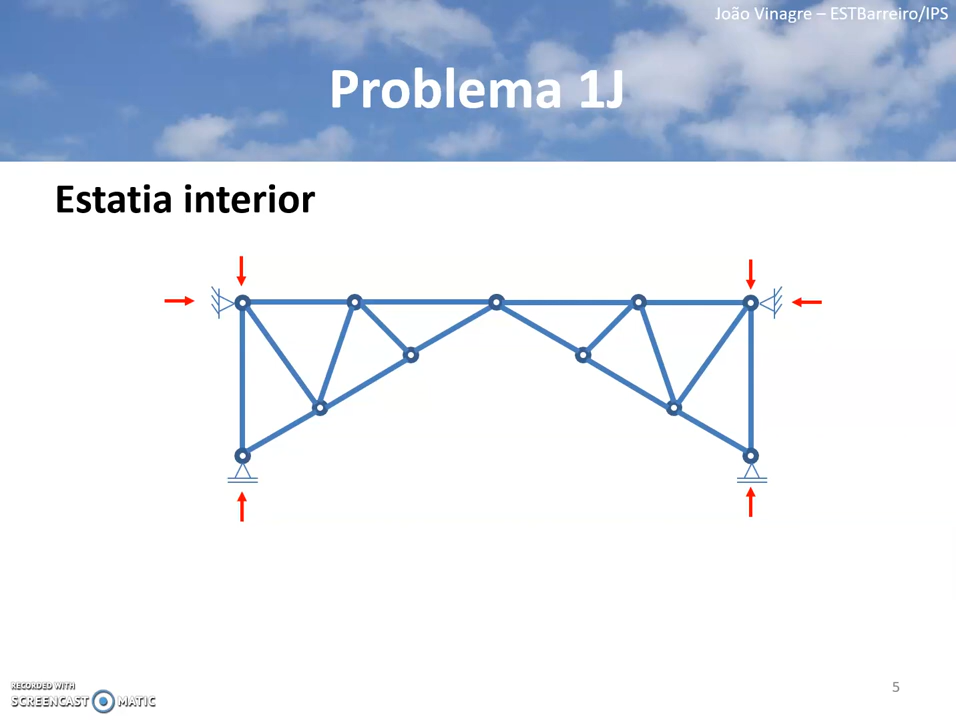 João Vinagre – ESTBarreiro/IPS
Problema 1J
Estatia interior
RECORDED WITH
SCREENCAST MATIC
5